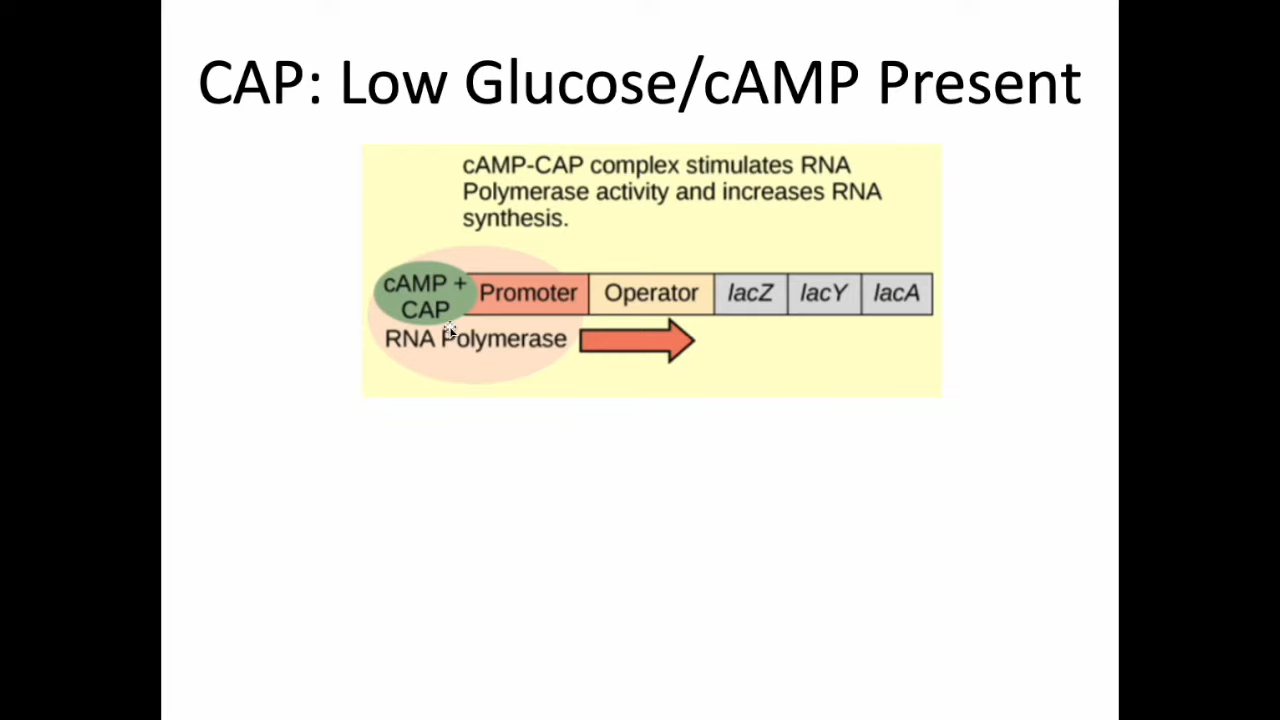 CAP: Low Glucose/cAMP Present
cAMP-CAP complex stimulates RNA
Polymerase activity and increases RNA
synthesis.
cAMP +
CAP
Promoter
Operator
lacZ
lacY
lacA
RNA Polymerase